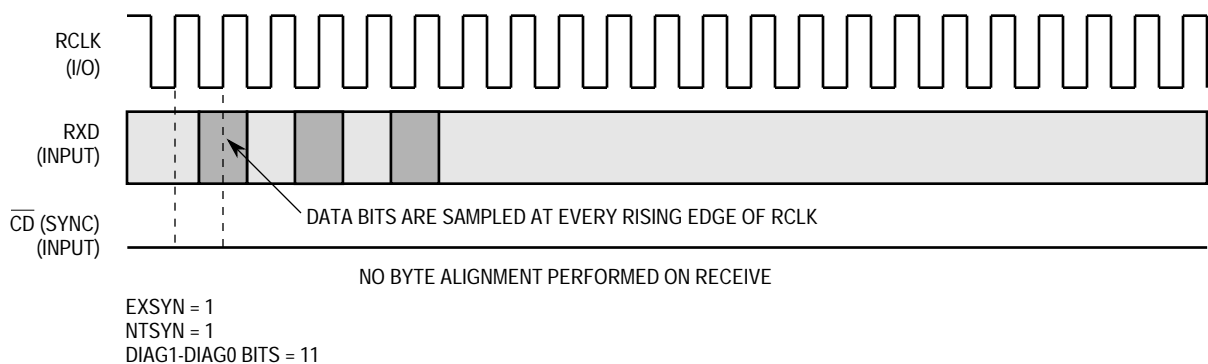 RCLK
(I/O)
RXD
(INPUT)
DATA BITS ARE SAMPLED AT EVERY RISING EDGE OF RCLK
CD (SYNC)
(INPUT)
NO BYTE ALIGNMENT PERFORMED ON RECEIVE
EXSYN = 1
NTSYN = 1
DIAG1-DIAG0 BITS = 11